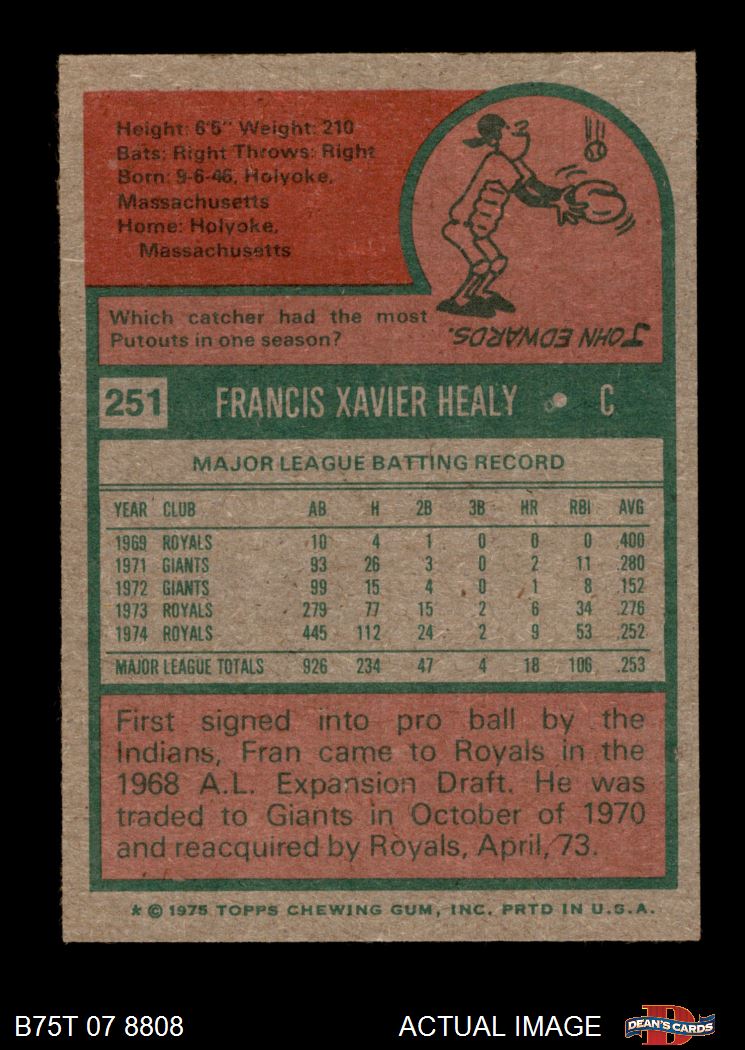 Height: 6'5" Weight: 210
Bats: Right Throws: Right
Born: 9-6-46, Holyoke,
Massachusetts
Home: Holyoke,
Massachusetts
Which catcher had the most
Putouts in one season?
JOHN EDWARDS.
251 FRANCIS XAVIER HEALY • C
MAJOR LEAGUE BATTING RECORD
YEAR CLUB AB H 2B 3B HR RBI AVG
1969 ROYALS 10 4 1 0 0 0 .400
1971 GIANTS 93 26 3 0 2 11 .280
1972 GIANTS 99 15 4 0 1 8 .152
1973 ROYALS 279 77 15 2 6 34 .276
1974 ROYALS 445 112 24 2 9 53 .252
MAJOR LEAGUE TOTALS 926 234 47 4 18 106 .253
First signed into pro ball by the
Indians, Fran came to Royals in the
1968 A.L. Expansion Draft. He was
traded to Giants in October of 1970
and reacquired by Royals, April, 73.
* © 1975 TOPPS CHEWING GUM, INC. PRTD IN U.S.A.
B75T 07 8808 ACTUAL IMAGE
D
DEAN'S CARDS